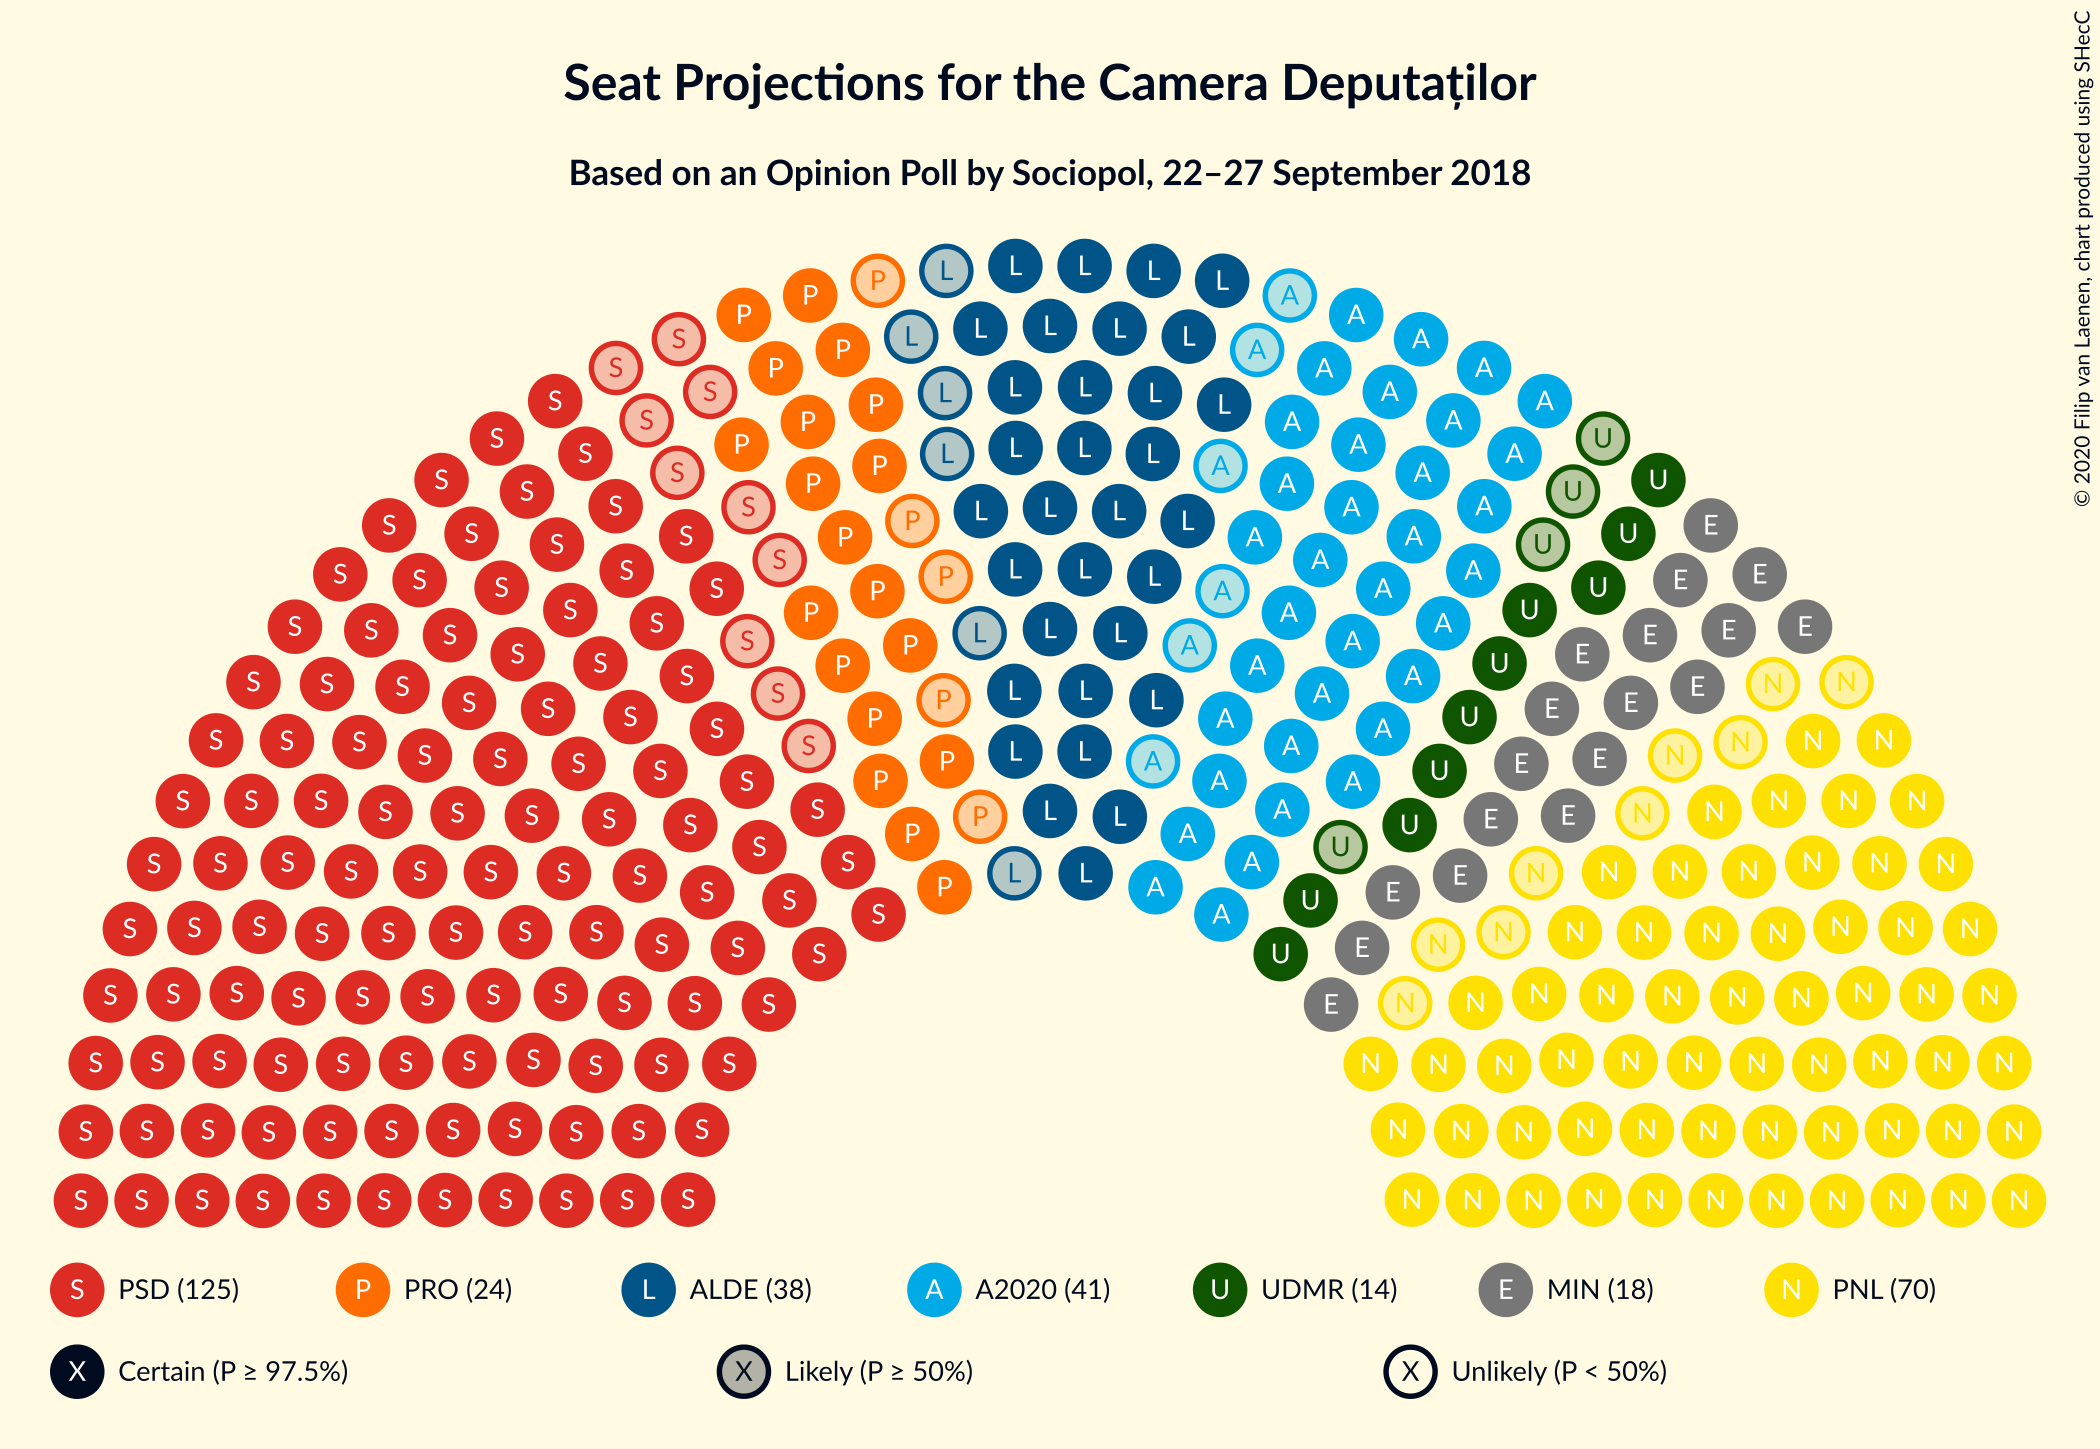 Seat Projections for the Camera Deputaților
Based on an Opinion Poll by Sociopol, 22–27 September 2018
© 2020 Filip van Laenen, chart produced using SHecC
S PSD (125) P PRO (24) L ALDE (38) A A2020 (41) U UDMR (14) E MIN (18) N PNL (70)
X Certain (P ≥ 97.5%) X Likely (P ≥ 50%) X Unlikely (P < 50%)